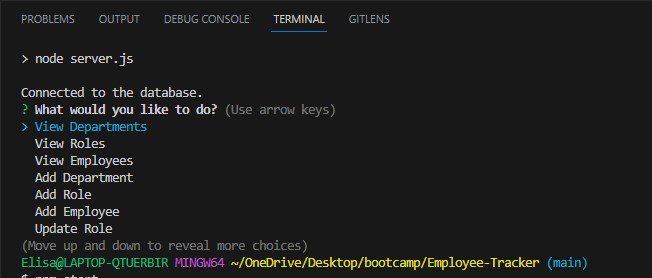 PROBLEMS OUTPUT DEBUG CONSOLE TERMINAL GITLENS
> node server.js
Connected to the database.
? What would you like to do? (Use arrow keys)
> View Departments
View Roles
View Employees
Add Department
Add Role
Add Employee
Update Role
(Move up and down to reveal more choices)
Elisa@LAPTOP-QTUERBIR MINGW64 ~/OneDrive/Desktop/bootcamp/Employee-Tracker (main)
$ npm start